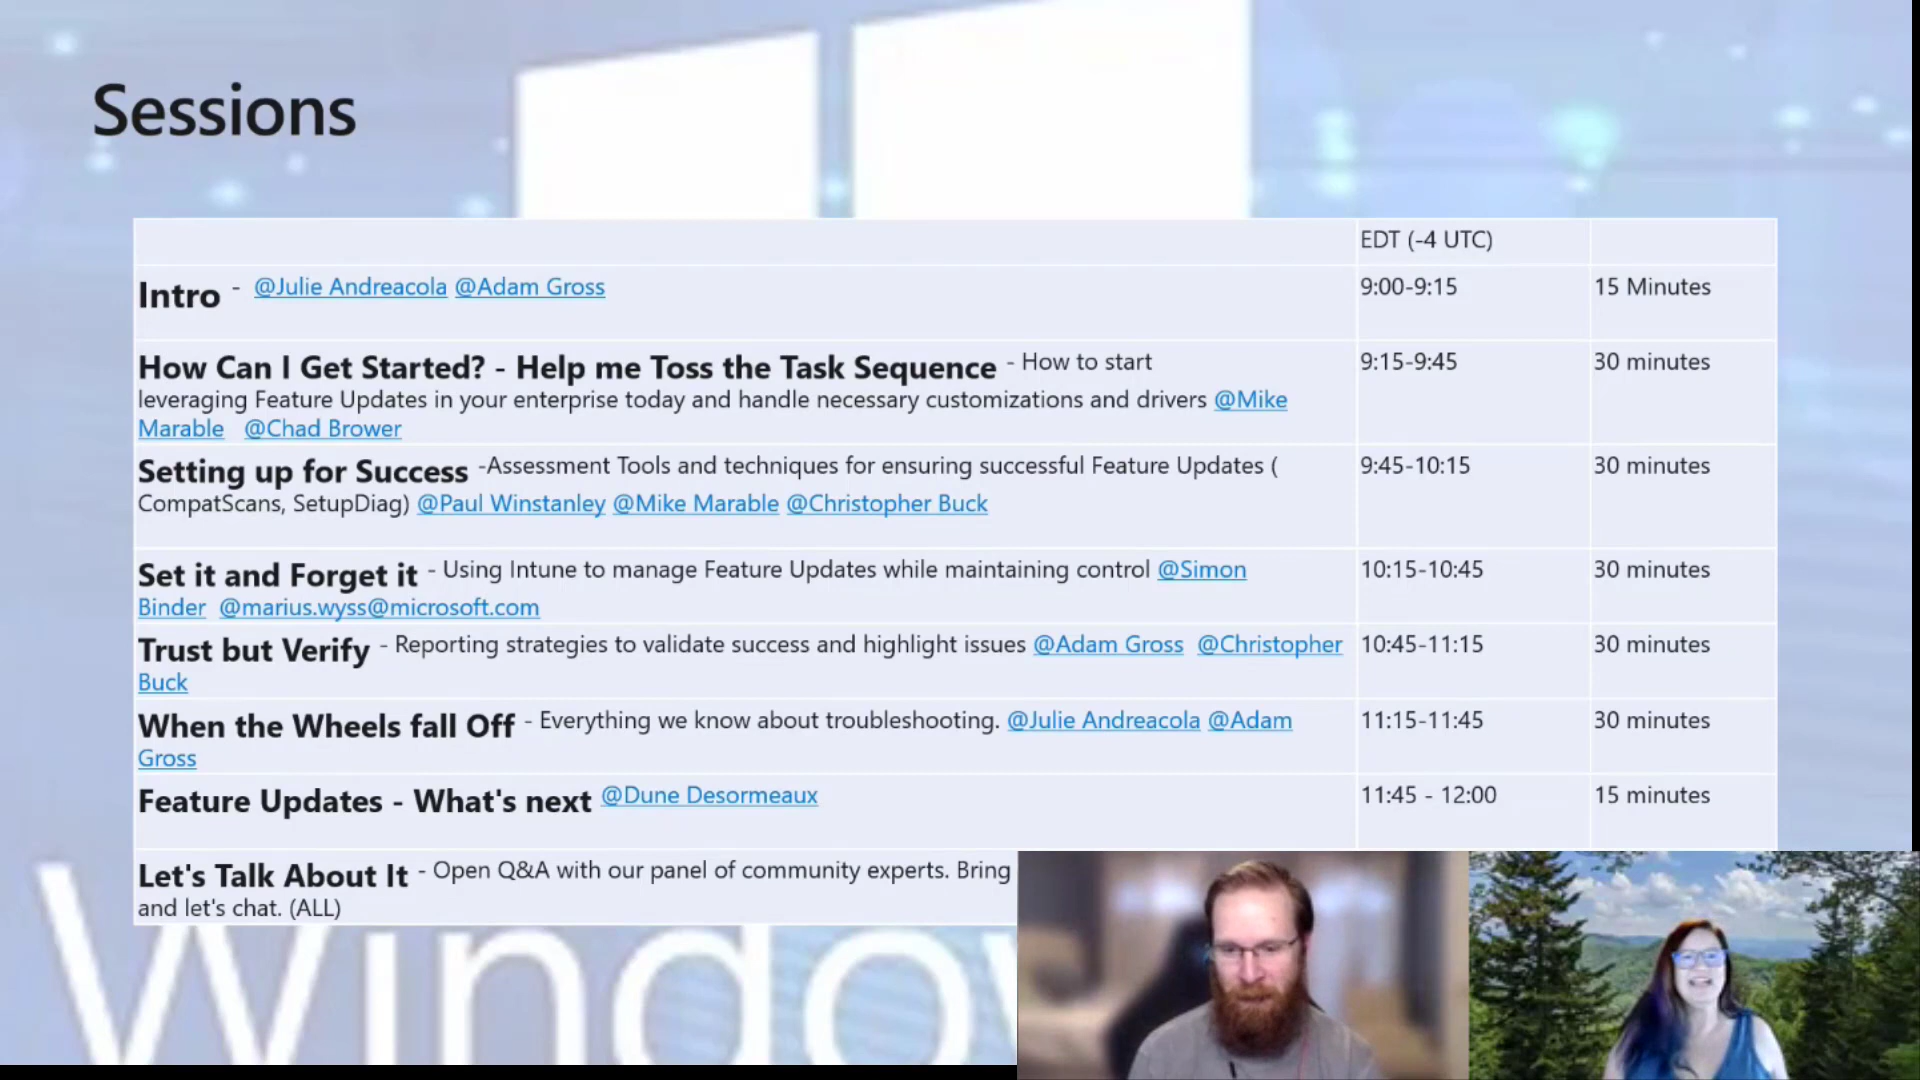 Sessions
EDT (-4 UTC)
Intro - @Julie Andreacola @Adam Gross 9:00-9:15 15 Minutes
How Can I Get Started? - Help me Toss the Task Sequence - How to start 9:15-9:45 30 minutes
leveraging Feature Updates in your enterprise today and handle necessary customizations and drivers @Mike
Marable @Chad Brower
Setting up for Success -Assessment Tools and techniques for ensuring successful Feature Updates ( 9:45-10:15 30 minutes
CompatScans, SetupDiag) @Paul Winstanley @Mike Marable @Christopher Buck
Set it and Forget it - Using Intune to manage Feature Updates while maintaining control @Simon 10:15-10:45 30 minutes
Binder @marius.wyss@microsoft.com
Trust but Verify - Reporting strategies to validate success and highlight issues @Adam Gross @Christopher 10:45-11:15 30 minutes
Buck
When the Wheels fall Off - Everything we know about troubleshooting. @Julie Andreacola @Adam 11:15-11:45 30 minutes
Gross
Feature Updates - What's next @Dune Desormeaux 11:45 - 12:00 15 minutes
Let's Talk About It - Open Q&A with our panel of community experts. Bring
and let's chat. (ALL)
Window